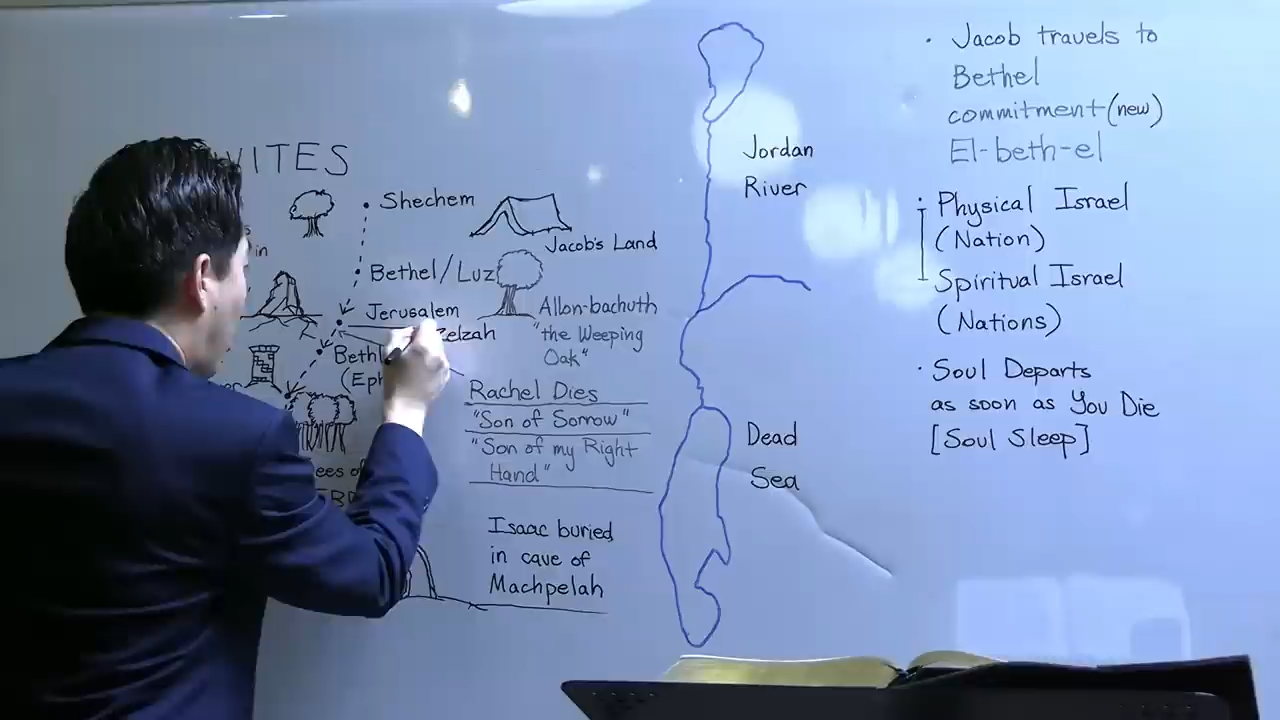 VITES
Shechem
Jacob's Land
Bethel/Luz
Jerusalem
Zelzah
Allon-bachuth
"the Weeping
Oak"
Rachel Dies
"Son of Sorrow"
"Son of my Right
Hand"
Isaac buried
in cave of
Machpelah
Jordan
River
Dead
Sea
· Jacob travels to
Bethel
commitment (new)
El-beth-el
· Physical Israel
(Nation)
Spiritual Israel
(Nations)
· Soul Departs
as soon as You Die
[Soul Sleep]